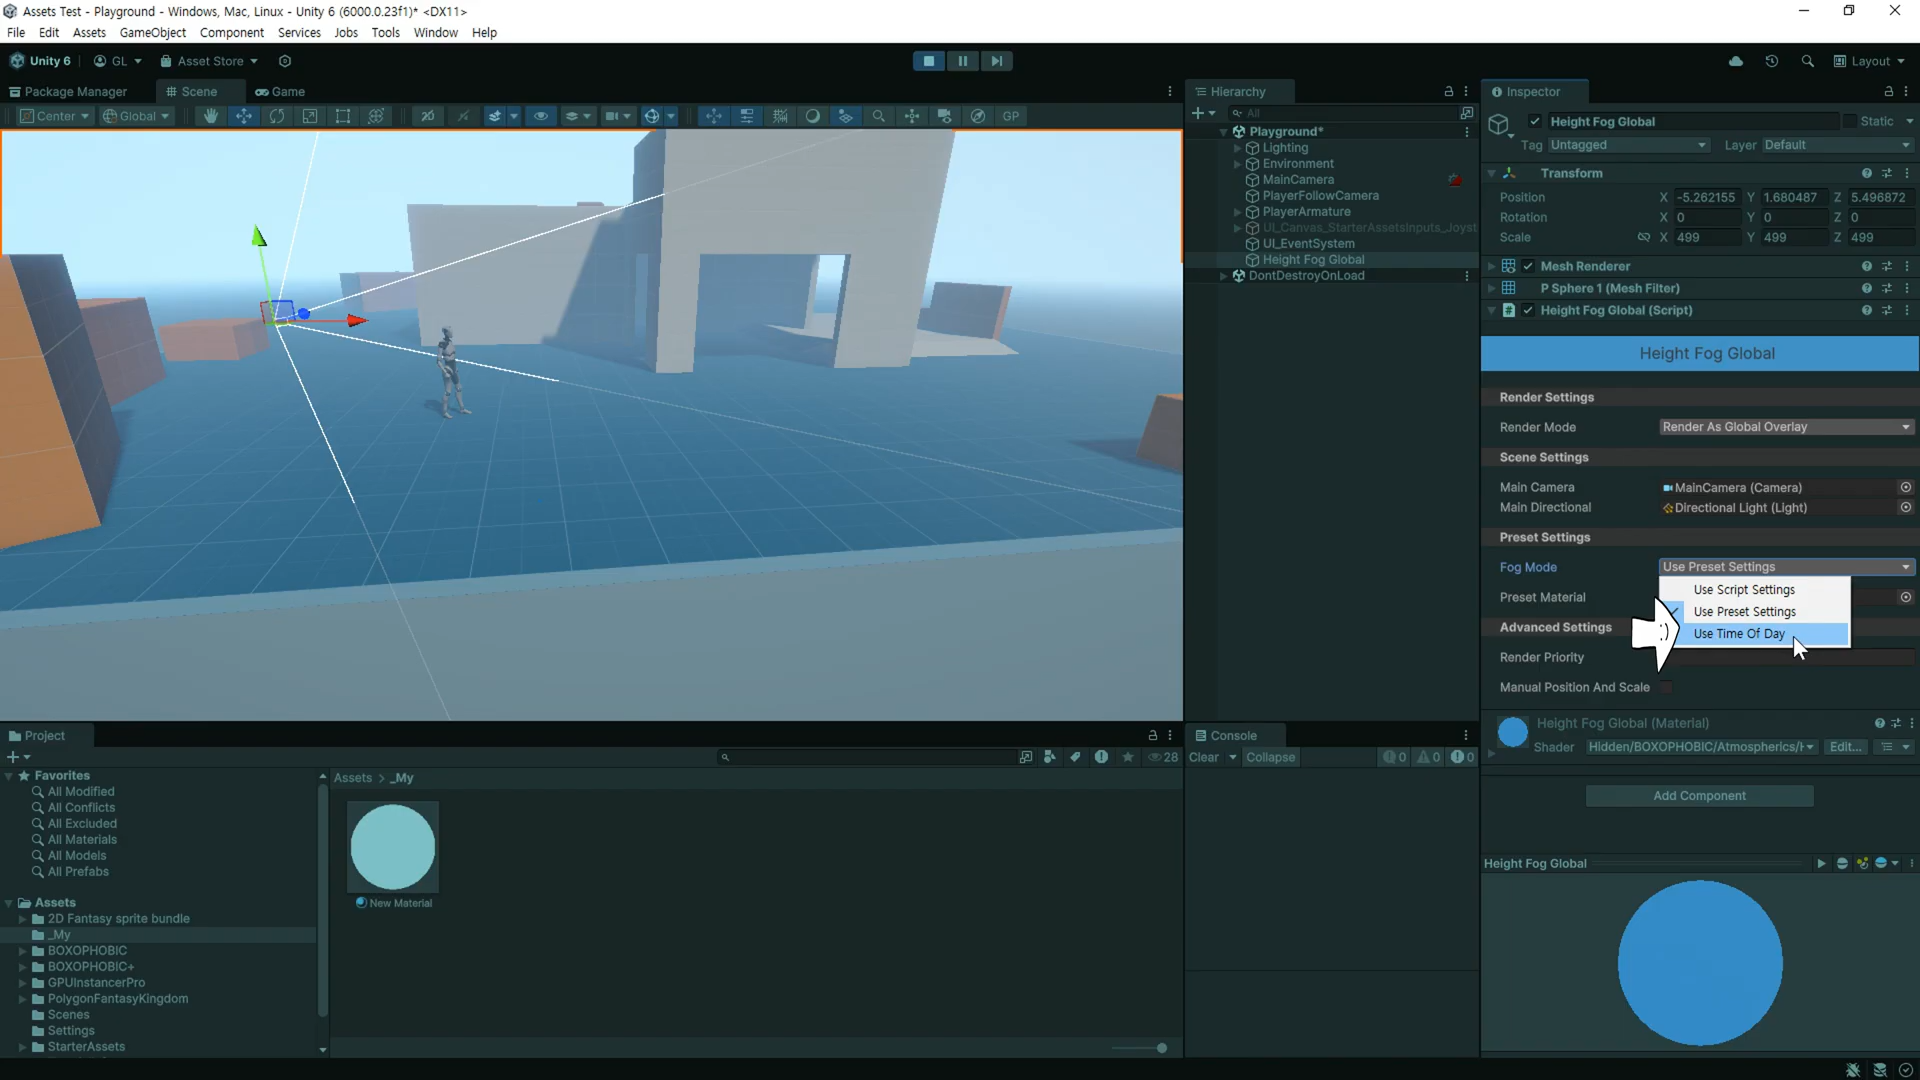 Assets Test - Playground - Windows, Mac, Linux - Unity 6 (6000.0.23f1)* <DX11>
File Edit Assets GameObject Component Services Jobs Tools Window Help
Unity 6 GL Asset Store Layout
Package Manager Scene Game
Center Global 2D GP
Hierarchy
All
Playground*
Lighting
Environment
MainCamera
PlayerFollowCamera
PlayerArmature
UI_Canvas_StarterAssetsInputs_Joyst
UI_EventSystem
Height Fog Global
DontDestroyOnLoad
Inspector
Height Fog Global Static
Tag Untagged Layer Default
Transform
Position X -5.262155 Y 1.680487 Z 5.496872
Rotation X 0 Y 0 Z 0
Scale X 499 Y 499 Z 499
Mesh Renderer
P Sphere 1 (Mesh Filter)
Height Fog Global (Script)
Height Fog Global
Render Settings
Render Mode Render As Global Overlay
Scene Settings
Main Camera MainCamera (Camera)
Main Directional Directional Light (Light)
Preset Settings
Fog Mode Use Preset Settings
Use Script Settings
Preset Material
Use Preset Settings
Advanced Settings
Use Time Of Day
Render Priority
Manual Position And Scale
Height Fog Global (Material)
Shader Hidden/BOXOPHOBIC/Atmospherics/H Edit...
Add Component
Height Fog Global
Project
28
Favorites
All Modified
All Conflicts
All Excluded
All Materials
All Models
All Prefabs
Assets
2D Fantasy sprite bundle
_My
BOXOPHOBIC
BOXOPHOBIC+
GPUInstancerPro
PolygonFantasyKingdom
Scenes
Settings
StarterAssets
Assets > _My
New Material
Console
Clear Collapse 0 0 0